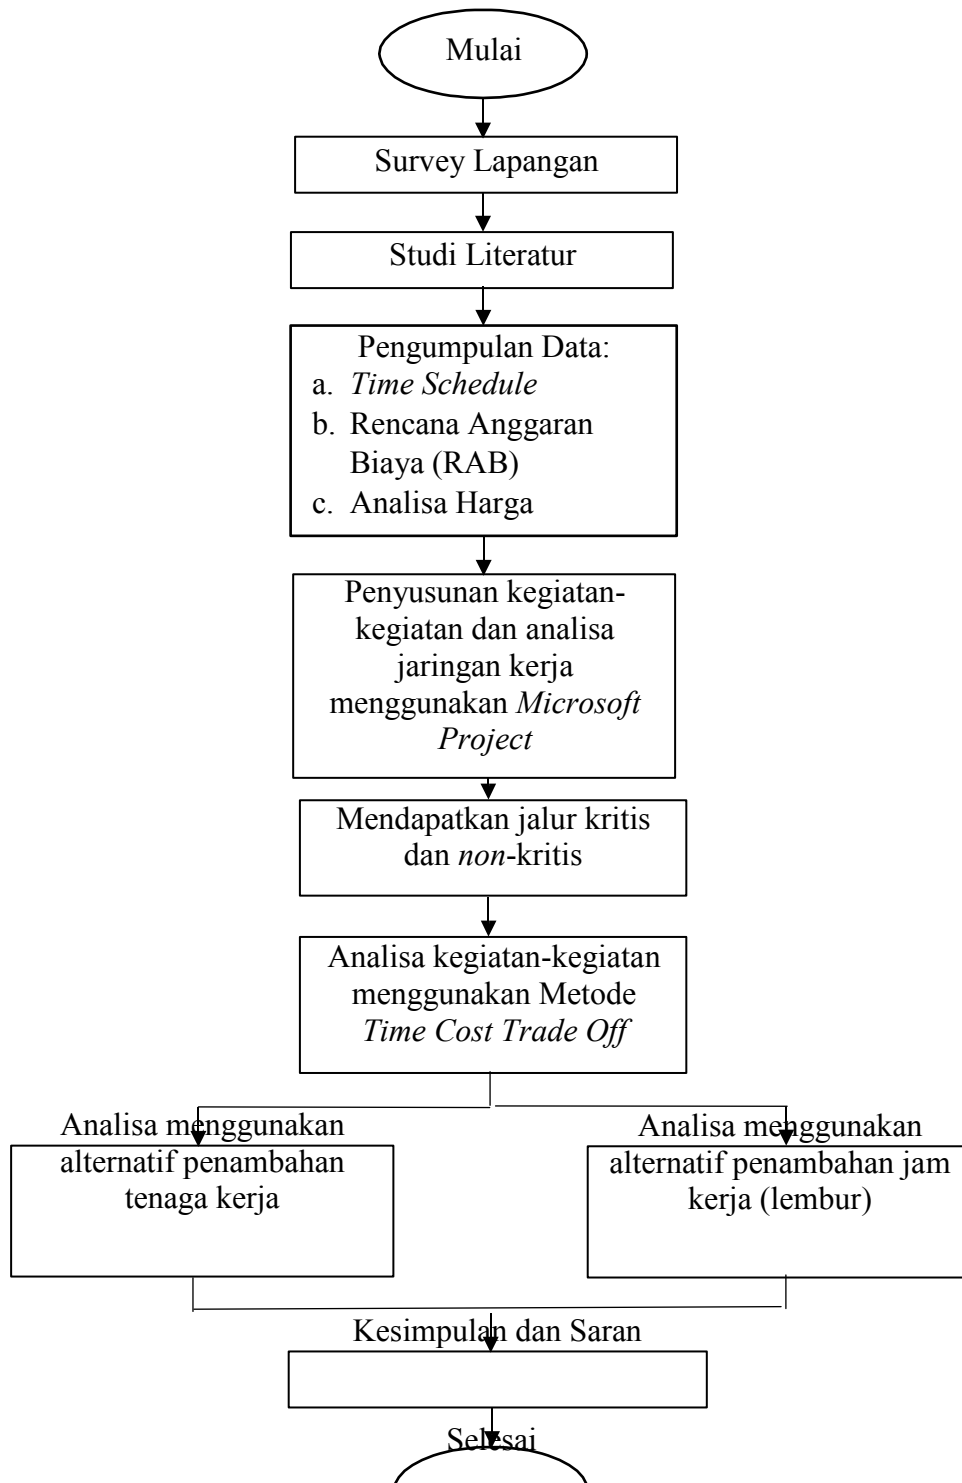 Mulai
Survey Lapangan
Studi Literatur
Pengumpulan Data:
a. Time Schedule
b. Rencana Anggaran
Biaya (RAB)
c. Analisa Harga
Penyusunan kegiatan-
kegiatan dan analisa
jaringan kerja
menggunakan Microsoft
Project
Mendapatkan jalur kritis
dan non-kritis
Analisa kegiatan-kegiatan
menggunakan Metode
Time Cost Trade Off
Analisa menggunakan
alternatif penambahan
tenaga kerja
Analisa menggunakan
alternatif penambahan jam
kerja (lembur)
Kesimpulan dan Saran
Selesai